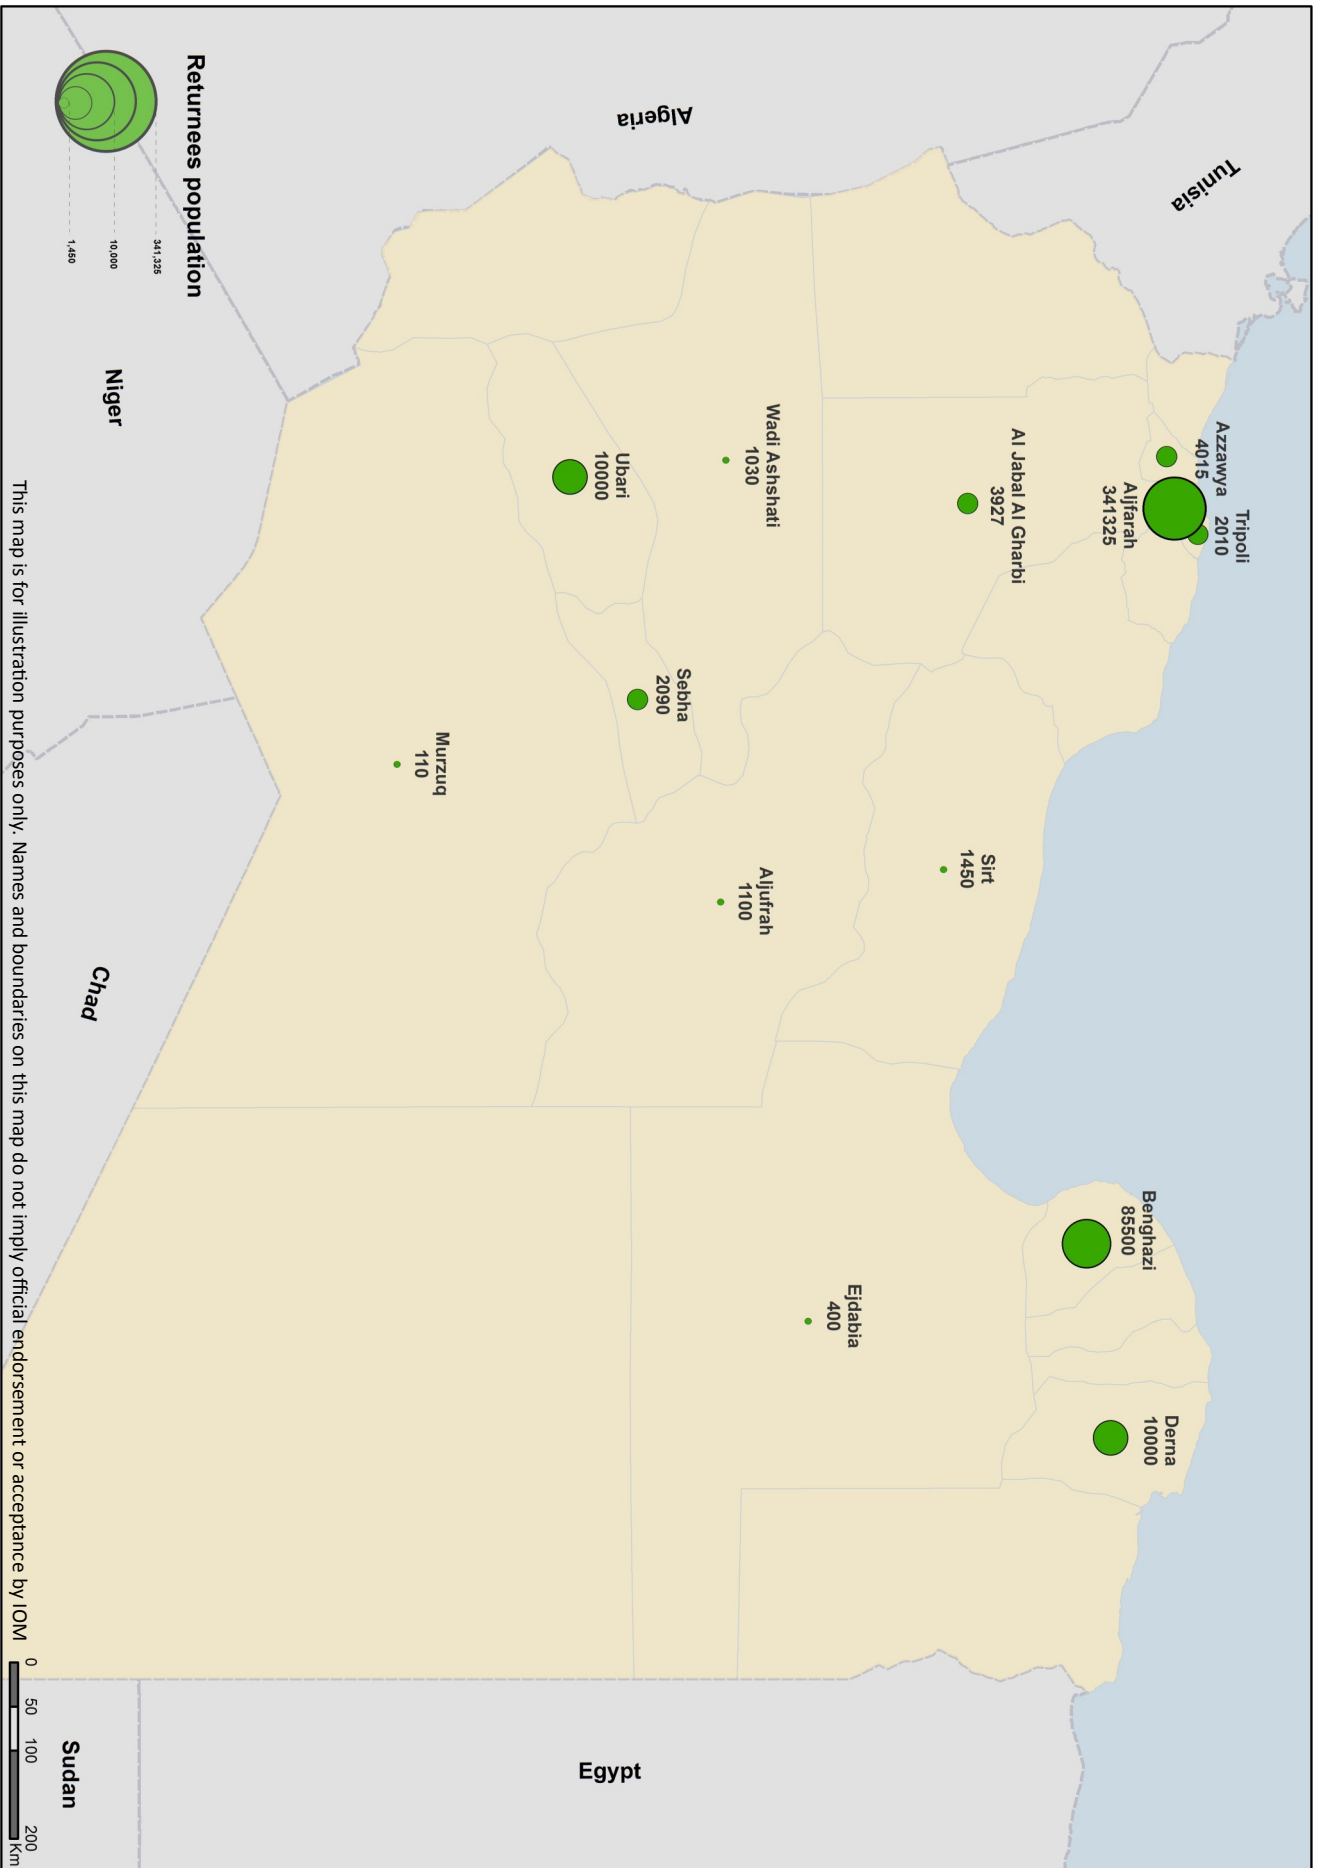 Tunisia
Algeria
Niger
Chad
Sudan
Egypt
Azzawya
4015
Tripoli
2010
Aljfarah
341325
Al Jabal Al Gharbi
3927
Wadi Ashshati
1030
Ubari
10000
Sebha
2090
Murzuq
110
Sirt
1450
Aljufrah
1100
Benghazi
85500
Derna
10000
Ejdabia
400
Returnees population
341,325
10,000
1,450
This map is for illustration purposes only. Names and boundaries on this map do not imply official endorsement or acceptance by IOM
0 50 100 200
Km